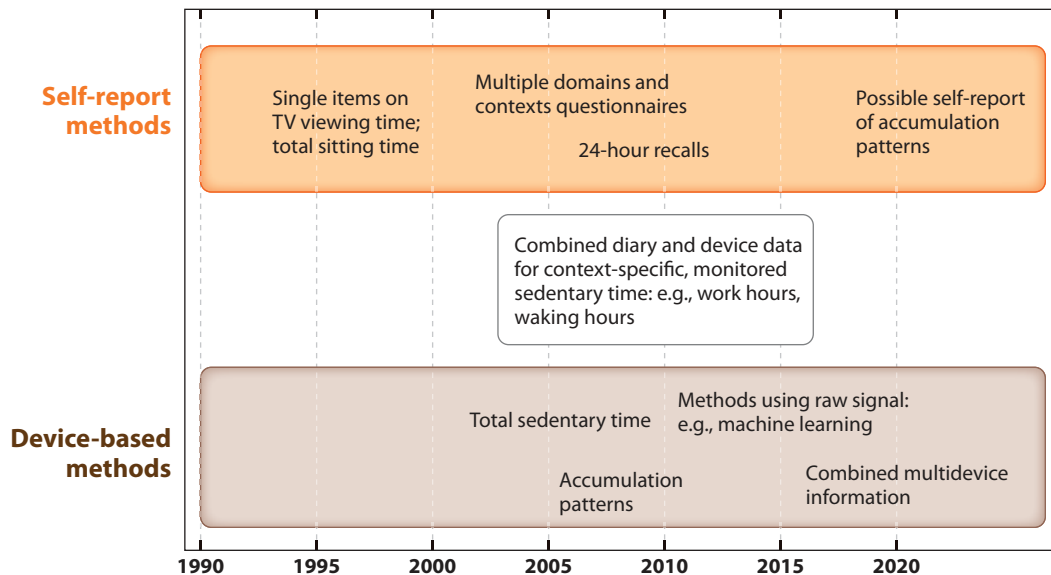 Self-report
methods
Single items on
TV viewing time;
total sitting time
Multiple domains and
contexts questionnaires
24-hour recalls
Possible self-report
of accumulation
patterns
Combined diary and device data
for context-specific, monitored
sedentary time: e.g., work hours,
waking hours
Device-based
methods
Total sedentary time
Methods using raw signal:
e.g., machine learning
Accumulation
patterns
Combined multidevice
information
1990 1995 2000 2005 2010 2015 2020